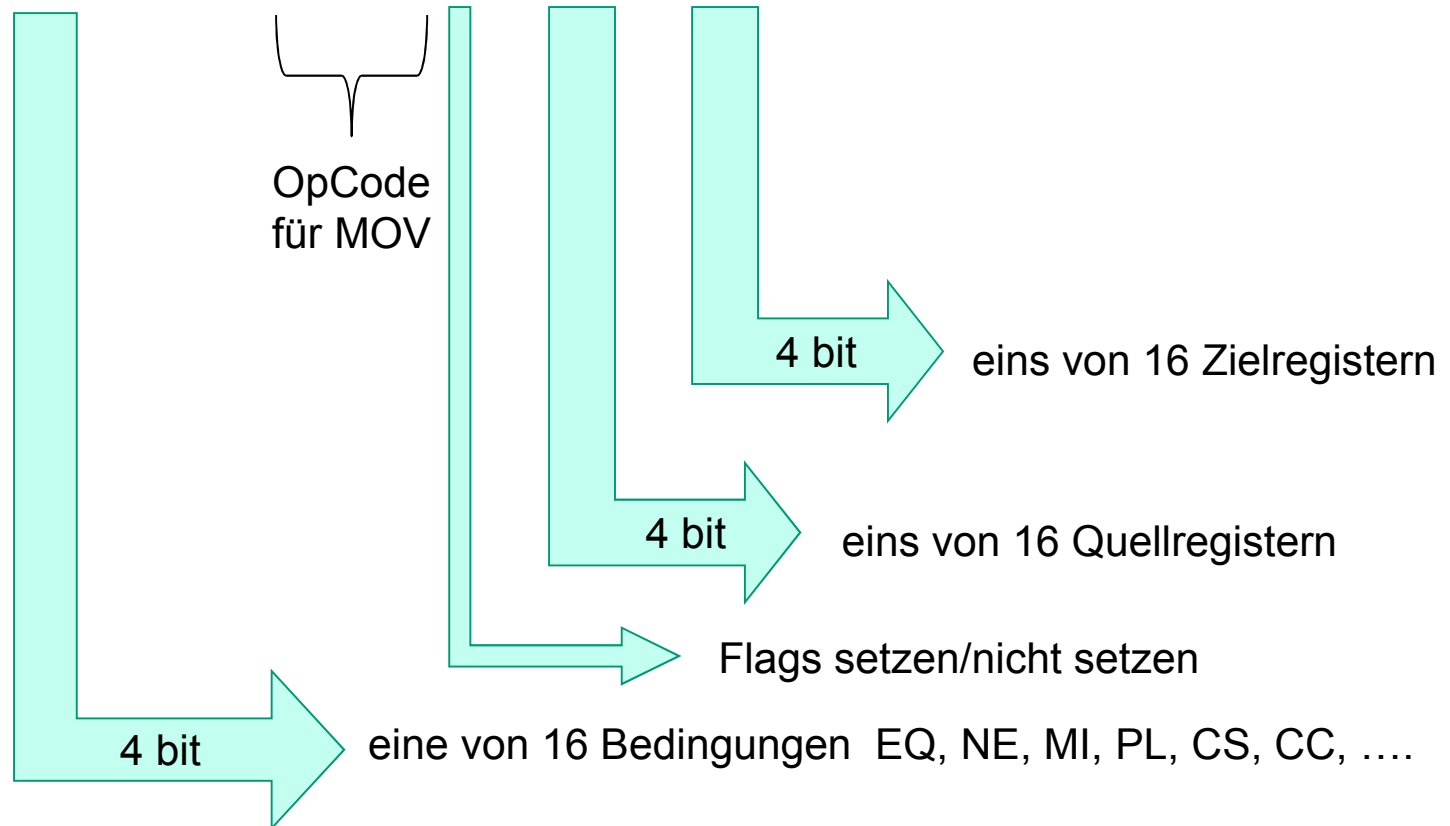 OpCode
für MOV
4 bit
eins von 16 Zielregistern
4 bit
eins von 16 Quellregistern
Flags setzen/nicht setzen
4 bit
eine von 16 Bedingungen EQ, NE, MI, PL, CS, CC, ….